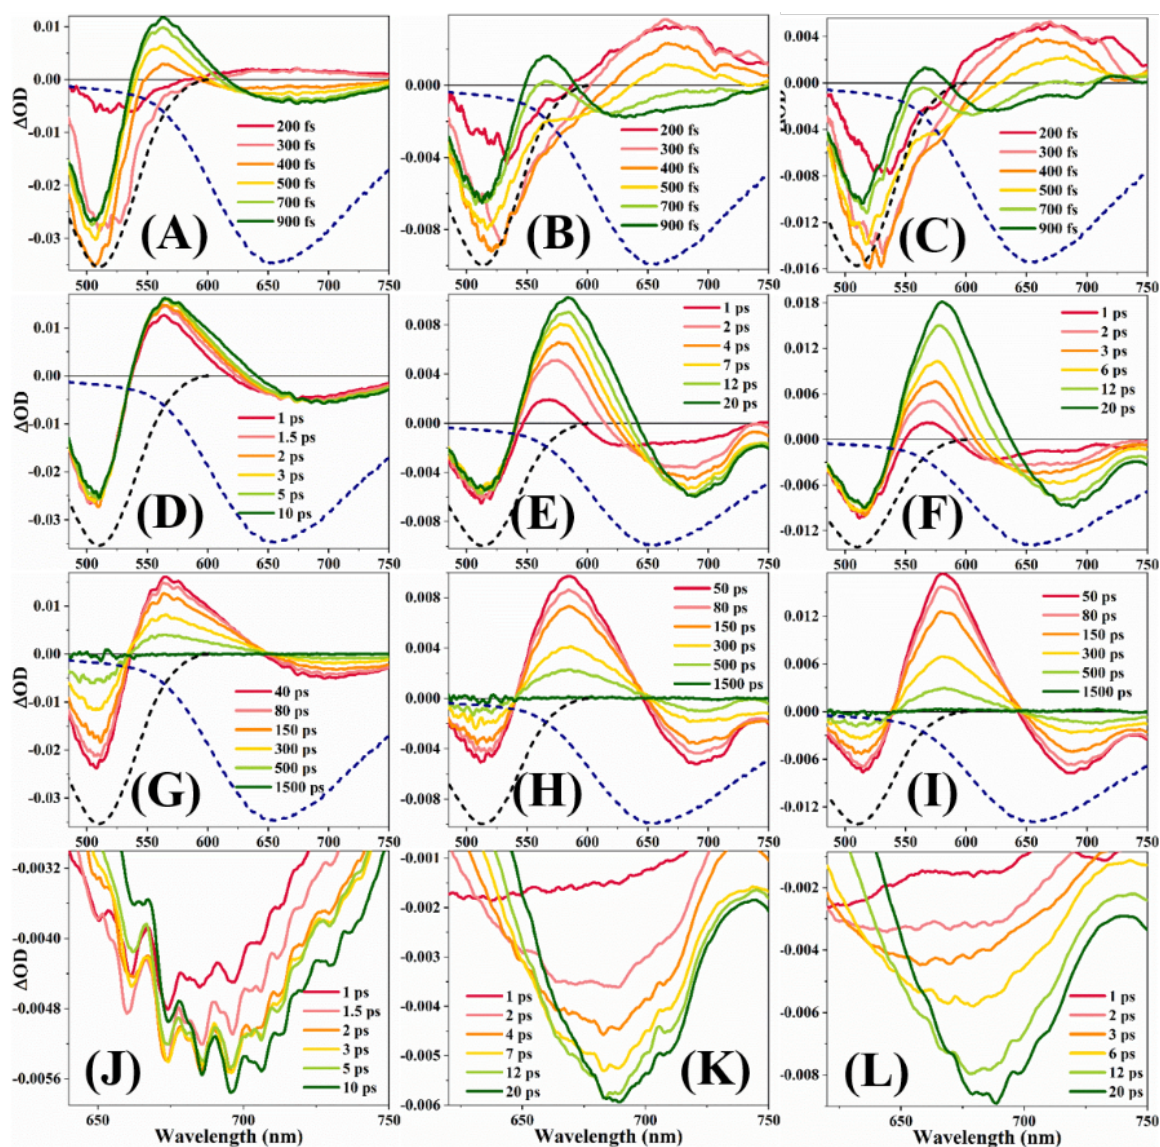 ΔOD
0.01
0.00
-0.01
-0.02
-0.03
200 fs
300 fs
400 fs
500 fs
700 fs
900 fs
(A)
500 550 600 650 700 750
0.000
-0.004
-0.008
200 fs
300 fs
400 fs
500 fs
700 fs
900 fs
(B)
500 550 600 650 700 750
ΔOD
0.004
0.000
-0.004
-0.008
-0.012
-0.016
200 fs
300 fs
400 fs
500 fs
700 fs
900 fs
(C)
500 550 600 650 700 750
ΔOD
0.01
0.00
-0.01
-0.02
-0.03
1 ps
1.5 ps
2 ps
3 ps
5 ps
10 ps
(D)
500 550 600 650 700 750
0.008
0.004
0.000
-0.004
-0.008
1 ps
2 ps
4 ps
7 ps
12 ps
20 ps
(E)
500 550 600 650 700 750
0.018
0.012
0.006
0.000
-0.006
-0.012
1 ps
2 ps
3 ps
6 ps
12 ps
20 ps
(F)
500 550 600 650 700 750
ΔOD
0.01
0.00
-0.01
-0.02
-0.03
40 ps
80 ps
150 ps
300 ps
500 ps
1500 ps
(G)
500 550 600 650 700 750
0.008
0.004
0.000
-0.004
-0.008
50 ps
80 ps
150 ps
300 ps
500 ps
1500 ps
(H)
500 550 600 650 700 750
0.012
0.006
0.000
-0.006
-0.012
50 ps
80 ps
150 ps
300 ps
500 ps
1500 ps
(I)
500 550 600 650 700 750
ΔOD
-0.0032
-0.0040
-0.0048
-0.0056
1 ps
1.5 ps
2 ps
3 ps
5 ps
10 ps
(J)
650 700 750
Wavelength (nm)
-0.001
-0.002
-0.003
-0.004
-0.005
-0.006
1 ps
2 ps
4 ps
7 ps
12 ps
20 ps
(K)
650 700 750
Wavelength (nm)
-0.002
-0.004
-0.006
-0.008
1 ps
2 ps
3 ps
6 ps
12 ps
20 ps
(L)
650 700 750
Wavelength (nm)